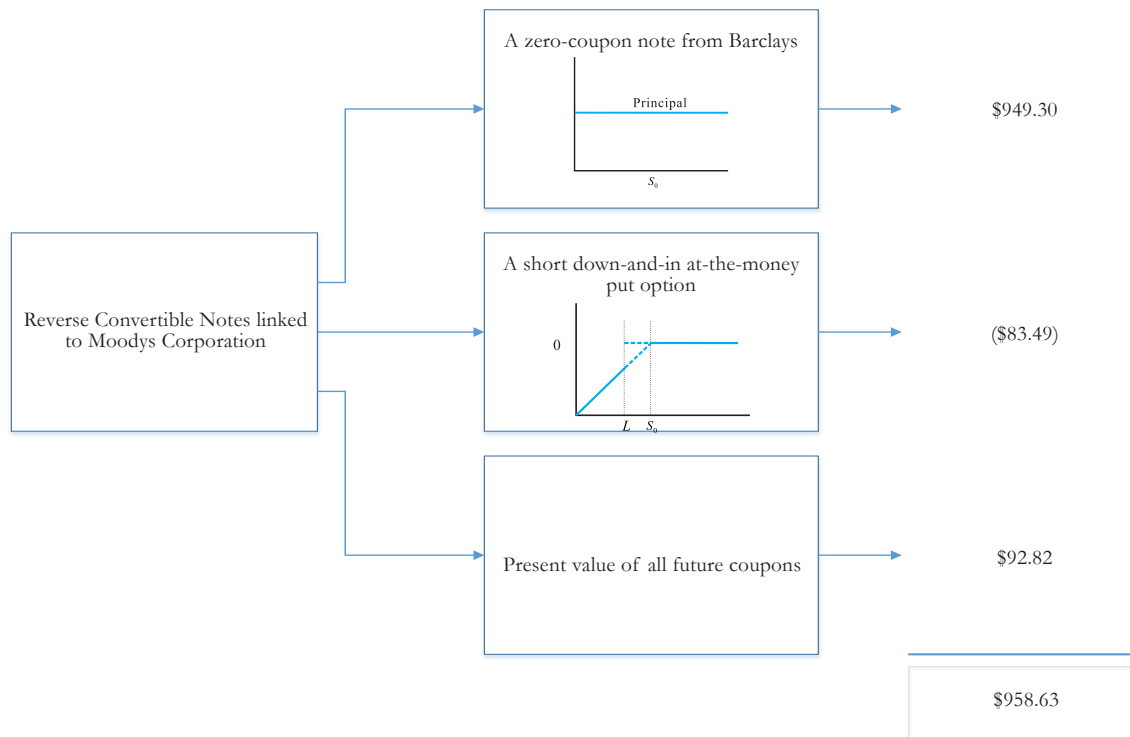 A zero-coupon note from Barclays
Principal
S₀
$949.30
A short down-and-in at-the-money
put option
0
L S₀
($83.49)
Reverse Convertible Notes linked
to Moodys Corporation
Present value of all future coupons
$92.82
$958.63